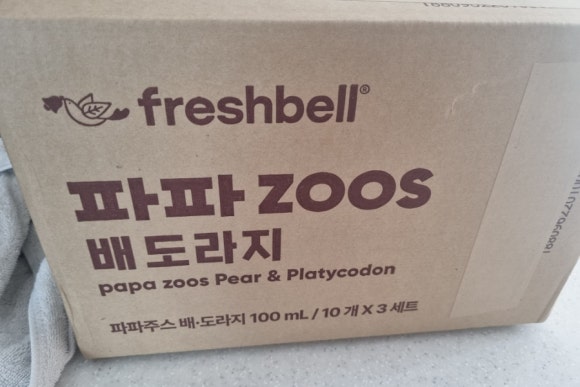 freshbell®
파파 ZOOS
배도라지
papa zoos Pear & Platycodon
파파주스 배·도라지 100 mL / 10 개 X 3 세트